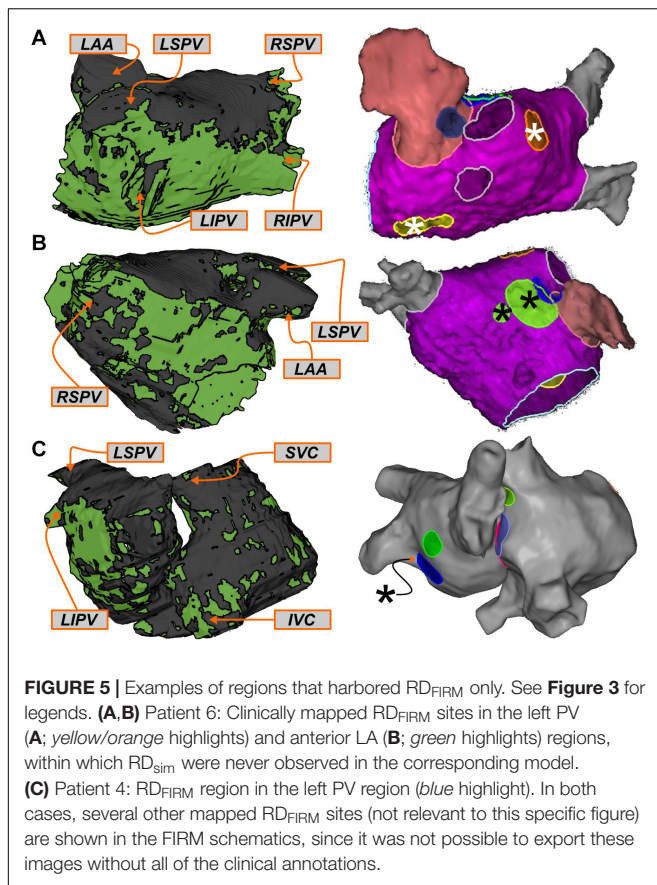 A
LAA
LSPV
RSPV
*
*
LIPV
RIPV
B
*
*
LSPV
RSPV
LAA
C
LSPV
SVC
LIPV
IVC
*
FIGURE 5 | Examples of regions that harbored RDFIRM only. See Figure 3 for
legends. (A,B) Patient 6: Clinically mapped RDFIRM sites in the left PV
(A; yellow/orange highlights) and anterior LA (B; green highlights) regions,
within which RDsim were never observed in the corresponding model.
(C) Patient 4: RDFIRM region in the left PV region (blue highlight). In both
cases, several other mapped RDFIRM sites (not relevant to this specific figure)
are shown in the FIRM schematics, since it was not possible to export these
images without all of the clinical annotations.